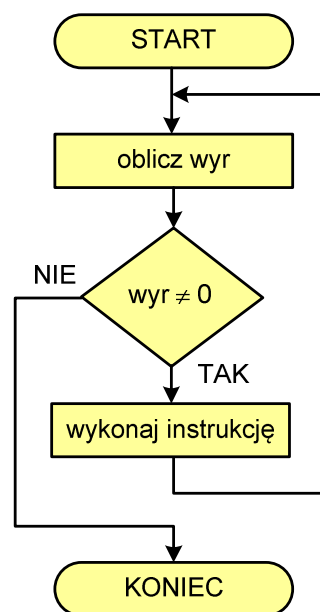 START
oblicz wyr
wyr ≠ 0
NIE
TAK
wykonaj instrukcję
KONIEC